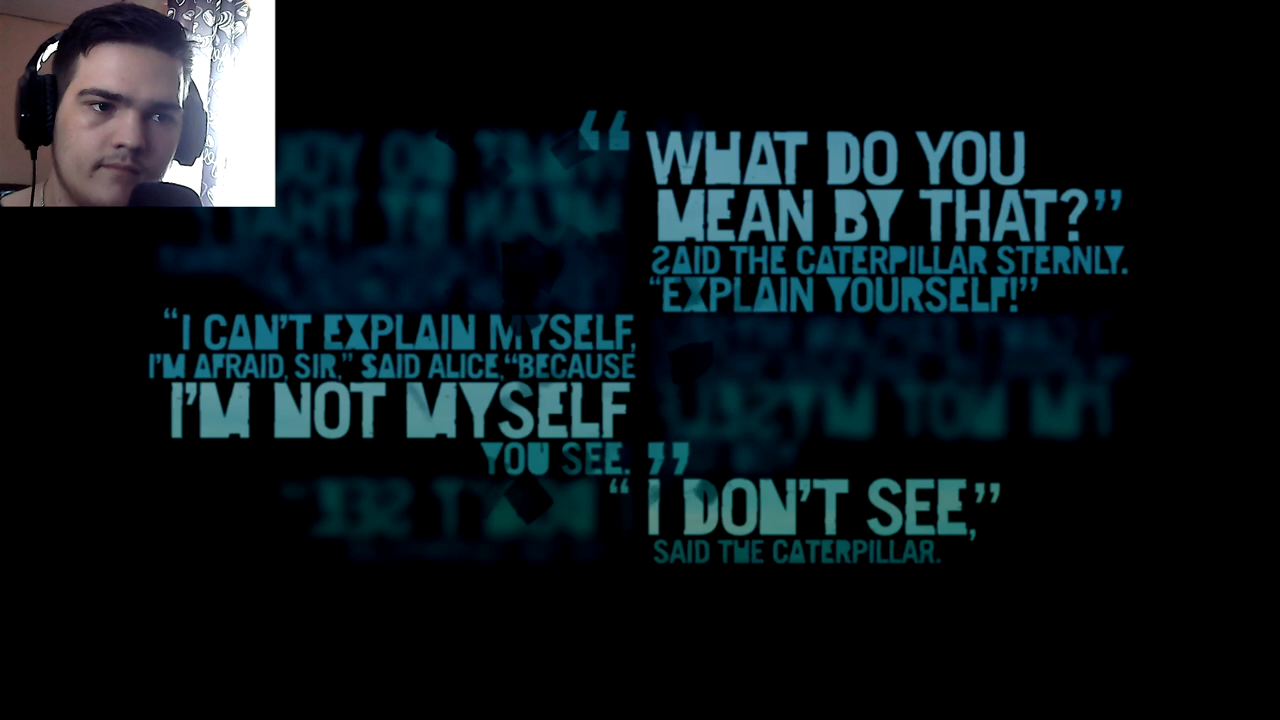 “WHAT DO YOU
MEAN BY THAT?”
SAID THE CATERPILLAR STERNLY.
“EXPLAIN YOURSELF!”
“I CAN'T EXPLAIN MYSELF,
I'M AFRAID, SIR,” SAID ALICE, “BECAUSE
I'M NOT MYSELF
YOU SEE.”
“I DON'T SEE,”
SAID THE CATERPILLAR.